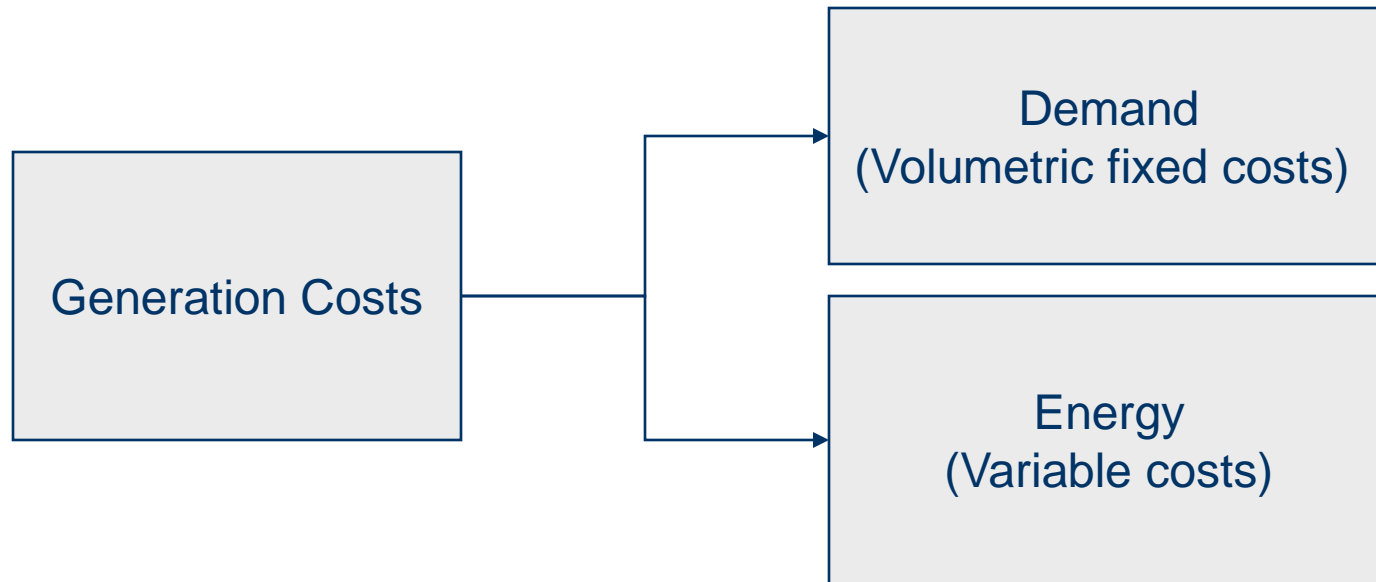 Generation Costs
Demand
(Volumetric fixed costs)
Energy
(Variable costs)